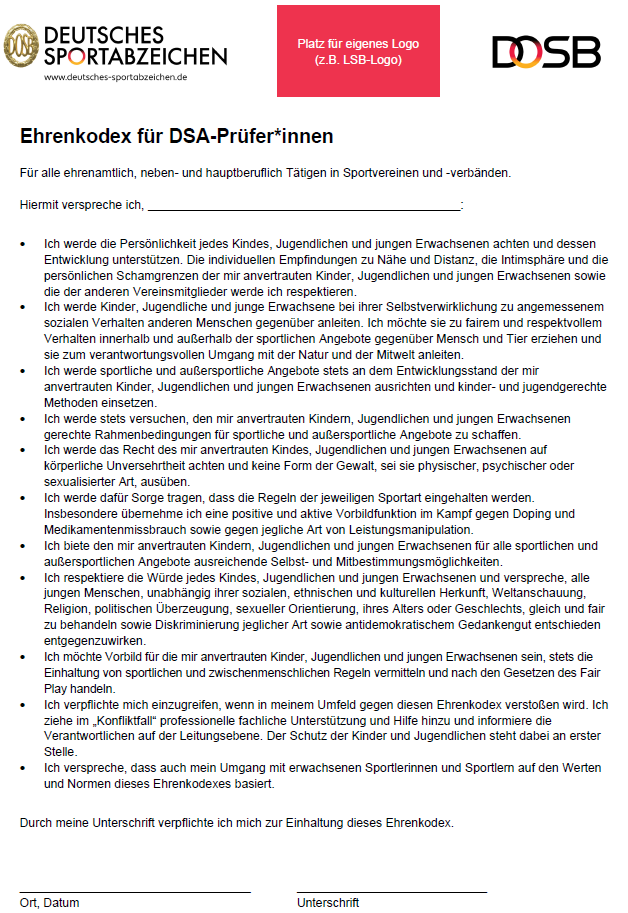 DEUTSCHES
SPORTABZEICHEN
www.deutsches-sportabzeichen.de
Platz für eigenes Logo
(z.B. LSB-Logo)
DOSB
Ehrenkodex für DSA-Prüfer*innen
Für alle ehrenamtlich, neben- und hauptberuflich Tätigen in Sportvereinen und -verbänden.
Hiermit verspreche ich, _______________________________________________:
• Ich werde die Persönlichkeit jedes Kindes, Jugendlichen und jungen Erwachsenen achten und dessen
Entwicklung unterstützen. Die individuellen Empfindungen zu Nähe und Distanz, die Intimsphäre und die
persönlichen Schamgrenzen der mir anvertrauten Kinder, Jugendlichen und jungen Erwachsenen sowie
die der anderen Vereinsmitglieder werde ich respektieren.
• Ich werde Kinder, Jugendliche und junge Erwachsene bei ihrer Selbstverwirklichung zu angemessenem
sozialen Verhalten anderen Menschen gegenüber anleiten. Ich möchte sie zu fairem und respektvollem
Verhalten innerhalb und außerhalb der sportlichen Angebote gegenüber Mensch und Tier erziehen und
sie zum verantwortungsvollen Umgang mit der Natur und der Mitwelt anleiten.
• Ich werde sportliche und außersportliche Angebote stets an dem Entwicklungsstand der mir
anvertrauten Kinder, Jugendlichen und jungen Erwachsenen ausrichten und kinder- und jugendgerechte
Methoden einsetzen.
• Ich werde stets versuchen, den mir anvertrauten Kindern, Jugendlichen und jungen Erwachsenen
gerechte Rahmenbedingungen für sportliche und außersportliche Angebote zu schaffen.
• Ich werde das Recht des mir anvertrauten Kindes, Jugendlichen und jungen Erwachsenen auf
körperliche Unversehrtheit achten und keine Form der Gewalt, sei sie physischer, psychischer oder
sexualisierter Art, ausüben.
• Ich werde dafür Sorge tragen, dass die Regeln der jeweiligen Sportart eingehalten werden.
Insbesondere übernehme ich eine positive und aktive Vorbildfunktion im Kampf gegen Doping und
Medikamentenmissbrauch sowie gegen jegliche Art von Leistungsmanipulation.
• Ich biete den mir anvertrauten Kindern, Jugendlichen und jungen Erwachsenen für alle sportlichen und
außersportlichen Angebote ausreichende Selbst- und Mitbestimmungsmöglichkeiten.
• Ich respektiere die Würde jedes Kindes, Jugendlichen und jungen Erwachsenen und verspreche, alle
jungen Menschen, unabhängig ihrer sozialen, ethnischen und kulturellen Herkunft, Weltanschauung,
Religion, politischen Überzeugung, sexueller Orientierung, ihres Alters oder Geschlechts, gleich und fair
zu behandeln sowie Diskriminierung jeglicher Art sowie antidemokratischem Gedankengut entschieden
entgegenzuwirken.
• Ich möchte Vorbild für die mir anvertrauten Kinder, Jugendlichen und jungen Erwachsenen sein, stets die
Einhaltung von sportlichen und zwischenmenschlichen Regeln vermitteln und nach den Gesetzen des Fair
Play handeln.
• Ich verpflichte mich einzugreifen, wenn in meinem Umfeld gegen diesen Ehrenkodex verstoßen wird. Ich
ziehe im „Konfliktfall“ professionelle fachliche Unterstützung und Hilfe hinzu und informiere die
Verantwortlichen auf der Leitungsebene. Der Schutz der Kinder und Jugendlichen steht dabei an erster
Stelle.
• Ich verspreche, dass auch mein Umgang mit erwachsenen Sportlerinnen und Sportlern auf den Werten
und Normen dieses Ehrenkodexes basiert.
Durch meine Unterschrift verpflichte ich mich zur Einhaltung dieses Ehrenkodex.
Ort, Datum
Unterschrift